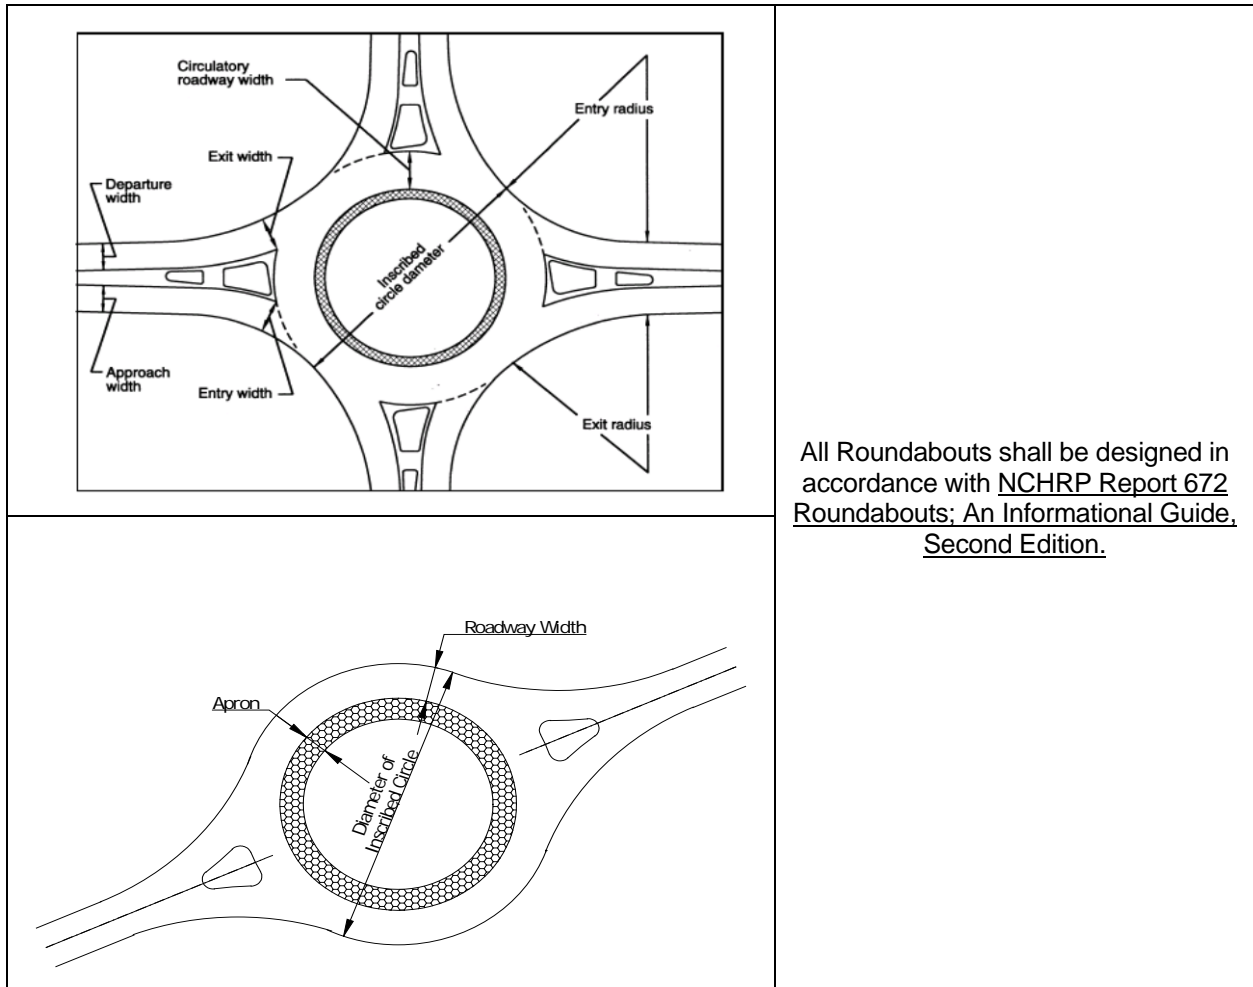 Circulatory
roadway width
Entry radius
Exit width
Departure
width
Inscribed
circle dameter
Approach
width
Entry width
Exit radius
All Roundabouts shall be designed in
accordance with NCHRP Report 672
Roundabouts; An Informational Guide,
Second Edition.
Roadway Width
Apron
Diameter of
Inscribed Circle